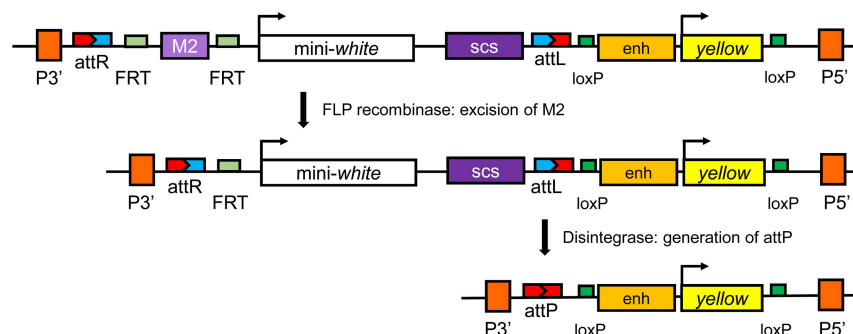 M2 mini-white scs enh yellow
P3' attR FRT FRT attL loxP loxP P5'
FLP recombinase: excision of M2
mini-white scs enh yellow
P3' attR FRT attL loxP loxP P5'
Disintegrase: generation of attP
enh yellow
P3' attP loxP loxP P5'